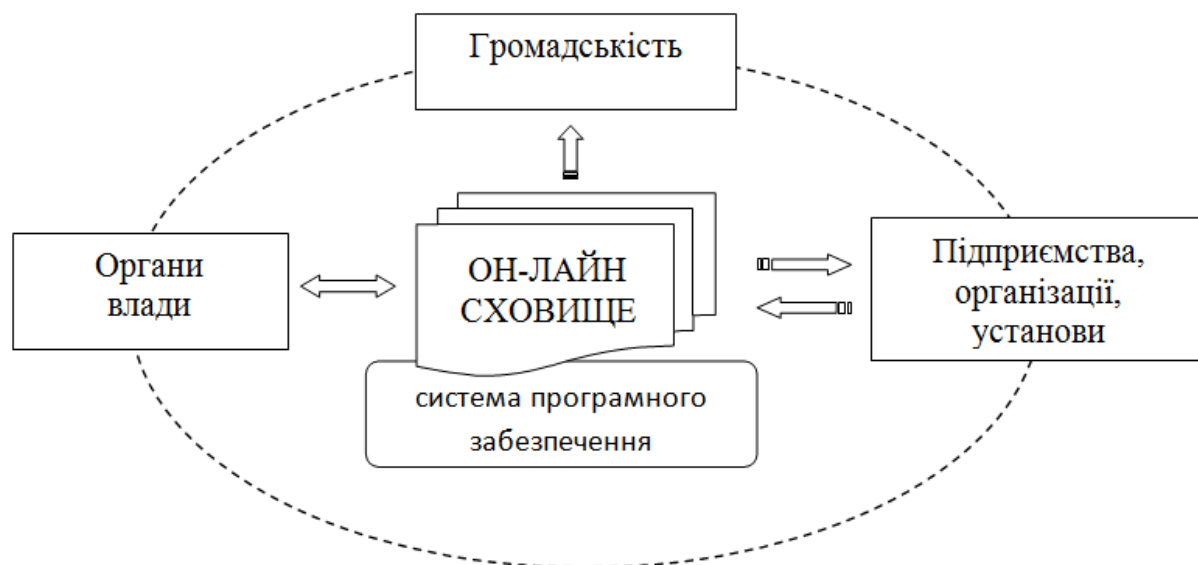 Громадськість
Органи
влади
ОН-ЛАЙН
СХОВИЩЕ
Підприємства,
організації,
установи
система програмного
забезпечення